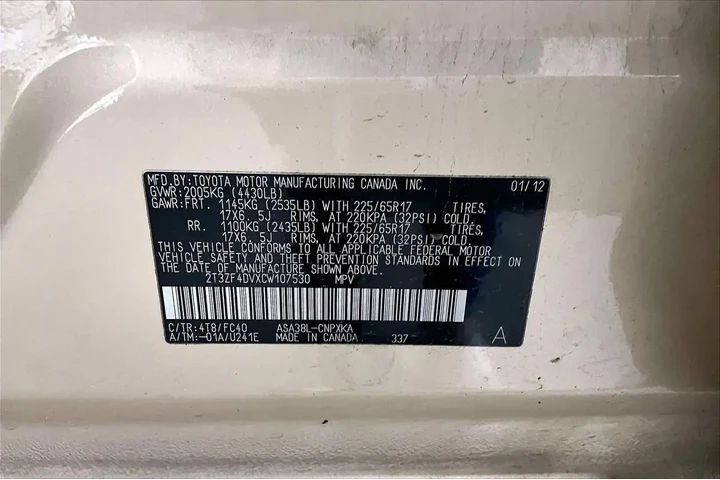 MFD.BY:TOYOTA MOTOR MANUFACTURING CANADA INC. 01/12
GVWR:2005KG (4430LB)
GAWR:FRT. 1145KG (2535LB) WITH 225/65R17 TIRES,
17X6. 5J RIMS, AT 220KPA (32PSI) COLD.
RR. 1100KG (2435LB) WITH 225/65R17 TIRES,
12X6. 5J RIMS, AT 220KPA (32PSI) COLD.
THIS VEHICLE CONFORMS TO ALL APPLICABLE FEDERAL MOTOR
VEHICLE SAFETY AND THEFT PREVENTION STANDARDS IN EFFECT ON
THE DATE OF MANUFACTURE SHOWN ABOVE.
2T3ZF4DVXCW107530 MPV
C/TR:4T8/FC40 ASA38L-CNPXKA
A/TM:-01A/U241E MADE IN CANADA 337 A